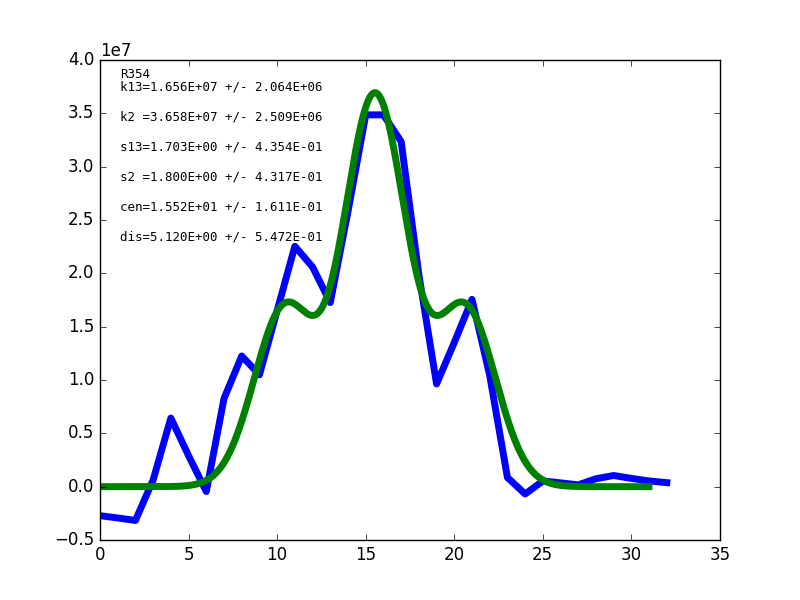 1e7
4.0
3.5
3.0
2.5
2.0
1.5
1.0
0.5
0.0
−0.5
R354
k13=1.656E+07 +/- 2.064E+06
k2 =3.658E+07 +/- 2.509E+06
s13=1.703E+00 +/- 4.354E-01
s2 =1.800E+00 +/- 4.317E-01
cen=1.552E+01 +/- 1.611E-01
dis=5.120E+00 +/- 5.472E-01
0 5 10 15 20 25 30 35